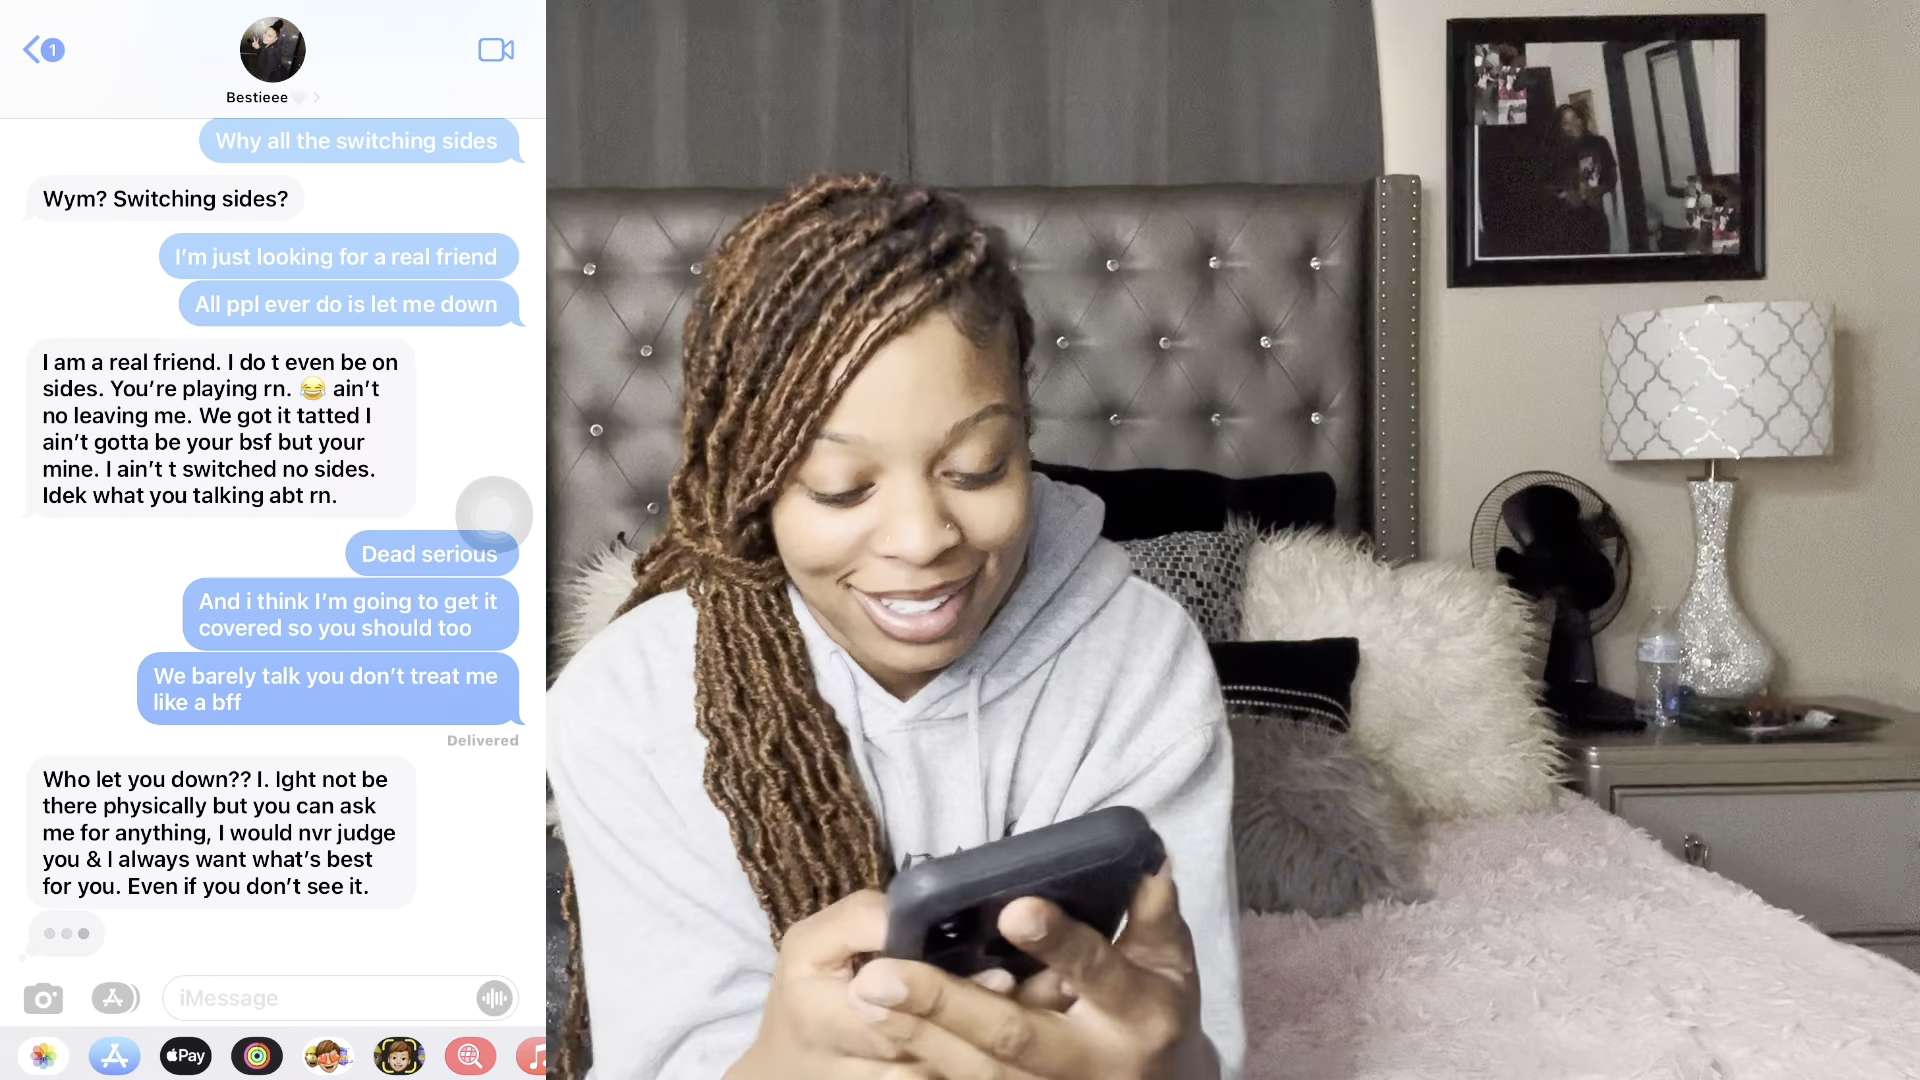 1
Bestieee
Why all the switching sides
Wym? Switching sides?
I'm just looking for a real friend
All ppl ever do is let me down
I am a real friend. I do t even be on
sides. You're playing rn. 😂 ain't
no leaving me. We got it tatted I
ain't gotta be your bsf but your
mine. I ain't t switched no sides.
Idek what you talking abt rn.
Dead serious
And i think I'm going to get it
covered so you should too
We barely talk you don't treat me
like a bff
Delivered
Who let you down?? I. Ight not be
there physically but you can ask
me for anything, I would nvr judge
you & I always want what's best
for you. Even if you don't see it.
iMessage
Pay